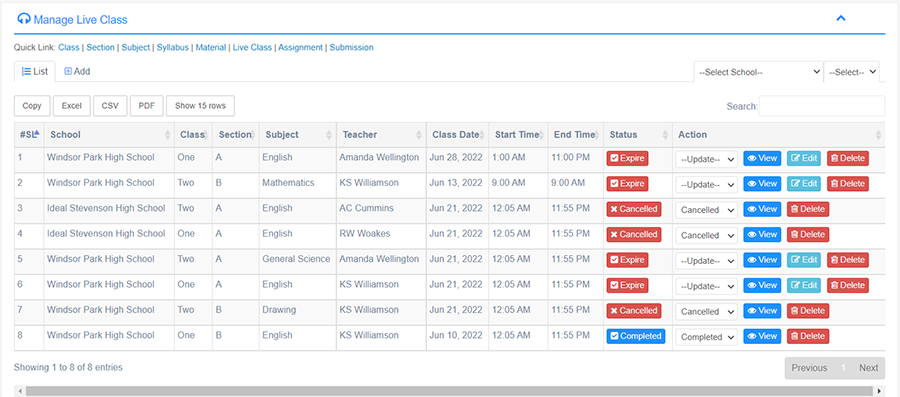 Manage Live Class
Quick Link: Class | Section | Subject | Syllabus | Material | Live Class | Assignment | Submission
List Add --Select School-- --Select--
Copy Excel CSV PDF Show 15 rows Search:
#SL School Class Section Subject Teacher Class Date Start Time End Time Status Action
1 Windsor Park High School One A English Amanda Wellington Jun 28, 2022 1:00 AM 11:00 PM Expire --Update-- View Edit Delete
2 Windsor Park High School Two B Mathematics KS Williamson Jun 13, 2022 9:00 AM 9:00 AM Expire --Update-- View Edit Delete
3 Ideal Stevenson High School Two A English AC Cummins Jun 21, 2022 12:05 AM 11:55 PM Cancelled Cancelled View Delete
4 Ideal Stevenson High School One A English RW Woakes Jun 21, 2022 12:05 AM 11:55 PM Cancelled Cancelled View Delete
5 Windsor Park High School Two A General Science Amanda Wellington Jun 21, 2022 12:05 AM 11:55 PM Expire --Update-- View Edit Delete
6 Windsor Park High School One A English KS Williamson Jun 21, 2022 12:05 AM 11:55 PM Expire --Update-- View Edit Delete
7 Windsor Park High School Two B Drawing KS Williamson Jun 21, 2022 12:05 AM 11:55 PM Cancelled Cancelled View Delete
8 Windsor Park High School One B English KS Williamson Jun 10, 2022 12:05 AM 11:55 PM Completed Completed View Delete
Showing 1 to 8 of 8 entries Previous 1 Next